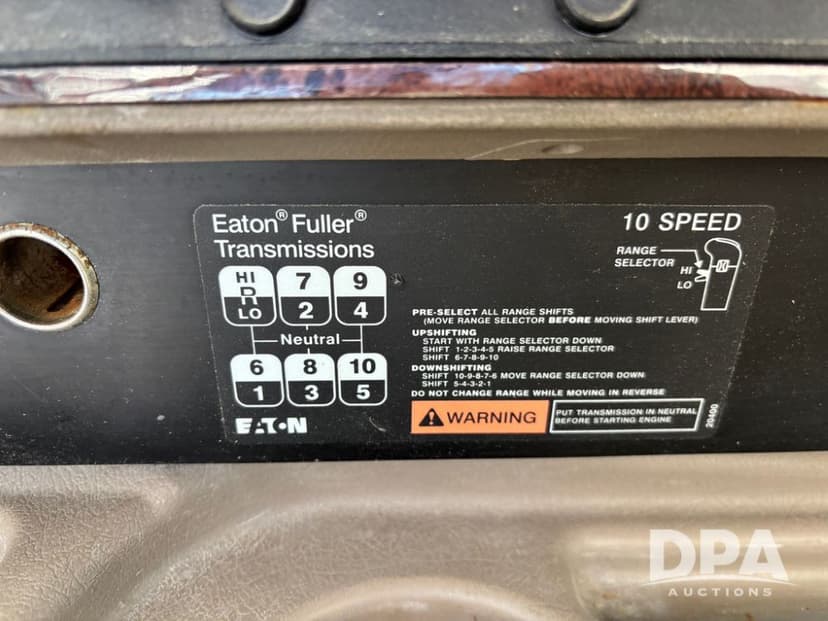 Eaton® Fuller®
Transmissions
HI
R
LO
7
2
9
4
Neutral
6
1
8
3
10
5
EATON
10 SPEED
RANGE
SELECTOR
HI
LO
PRE-SELECT ALL RANGE SHIFTS
(MOVE RANGE SELECTOR BEFORE MOVING SHIFT LEVER)
UPSHIFTING
START WITH RANGE SELECTOR DOWN
SHIFT 1-2-3-4-5 RAISE RANGE SELECTOR
SHIFT 6-7-8-9-10
DOWNSHIFTING
SHIFT 10-9-8-7-6 MOVE RANGE SELECTOR DOWN
SHIFT 5-4-3-2-1
DO NOT CHANGE RANGE WHILE MOVING IN REVERSE
WARNING
PUT TRANSMISSION IN NEUTRAL
BEFORE STARTING ENGINE
20400
DPA
AUCTIONS